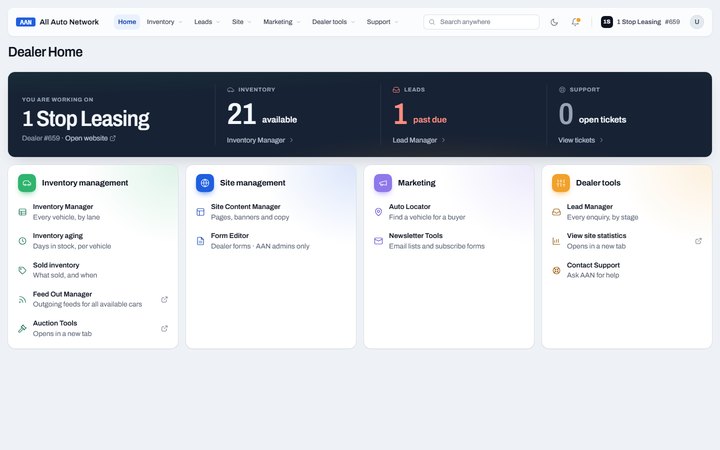 AAN All Auto Network Home Inventory Leads Site Marketing Dealer tools Support Search anywhere 1S 1 Stop Leasing #659 U
Dealer Home
YOU ARE WORKING ON
1 Stop Leasing
Dealer #659 · Open website
INVENTORY
21 available
Inventory Manager
LEADS
1 past due
Lead Manager
SUPPORT
0 open tickets
View tickets
Inventory management
Inventory Manager
Every vehicle, by lane
Inventory aging
Days in stock, per vehicle
Sold inventory
What sold, and when
Feed Out Manager
Outgoing feeds for all available cars
Auction Tools
Opens in a new tab
Site management
Site Content Manager
Pages, banners and copy
Form Editor
Dealer forms · AAN admins only
Marketing
Auto Locator
Find a vehicle for a buyer
Newsletter Tools
Email lists and subscribe forms
Dealer tools
Lead Manager
Every enquiry, by stage
View site statistics
Opens in a new tab
Contact Support
Ask AAN for help